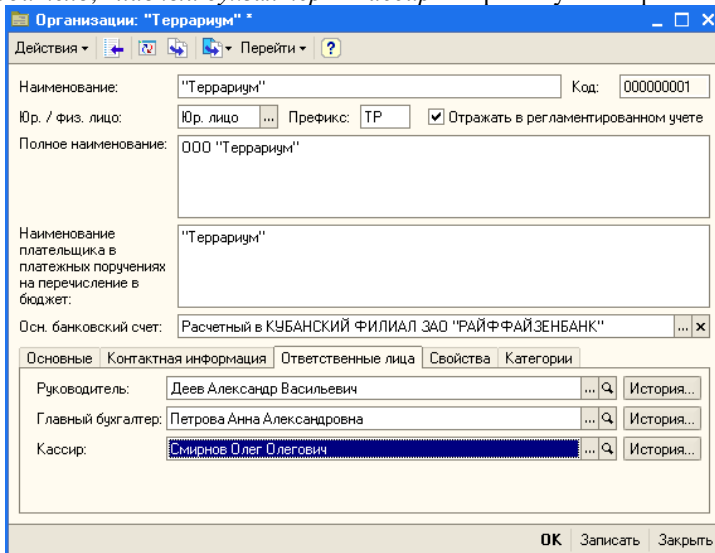 Организации: "Террариум" *
Действия Перейти ?
Наименование: "Террариум" Код: 000000001
Юр. / физ. лицо: Юр. лицо ... Префикс: ТР Отражать в регламентированном учете
Полное наименование: ООО "Террариум"
Наименование
плательщика в
платежных поручениях
на перечисление в
бюджет:
"Террариум"
Осн. банковский счет: Расчетный в КУБАНСКИЙ ФИЛИАЛ ЗАО "РАЙФФАЙЗЕНБАНК" ... x
Основные Контактная информация Ответственные лица Свойства Категории
Руководитель: Деев Александр Васильевич ... История...
Главный бухгалтер: Петрова Анна Александровна ... История...
Кассир: Смирнов Олег Олегович ... История...
OK Записать Закрыть